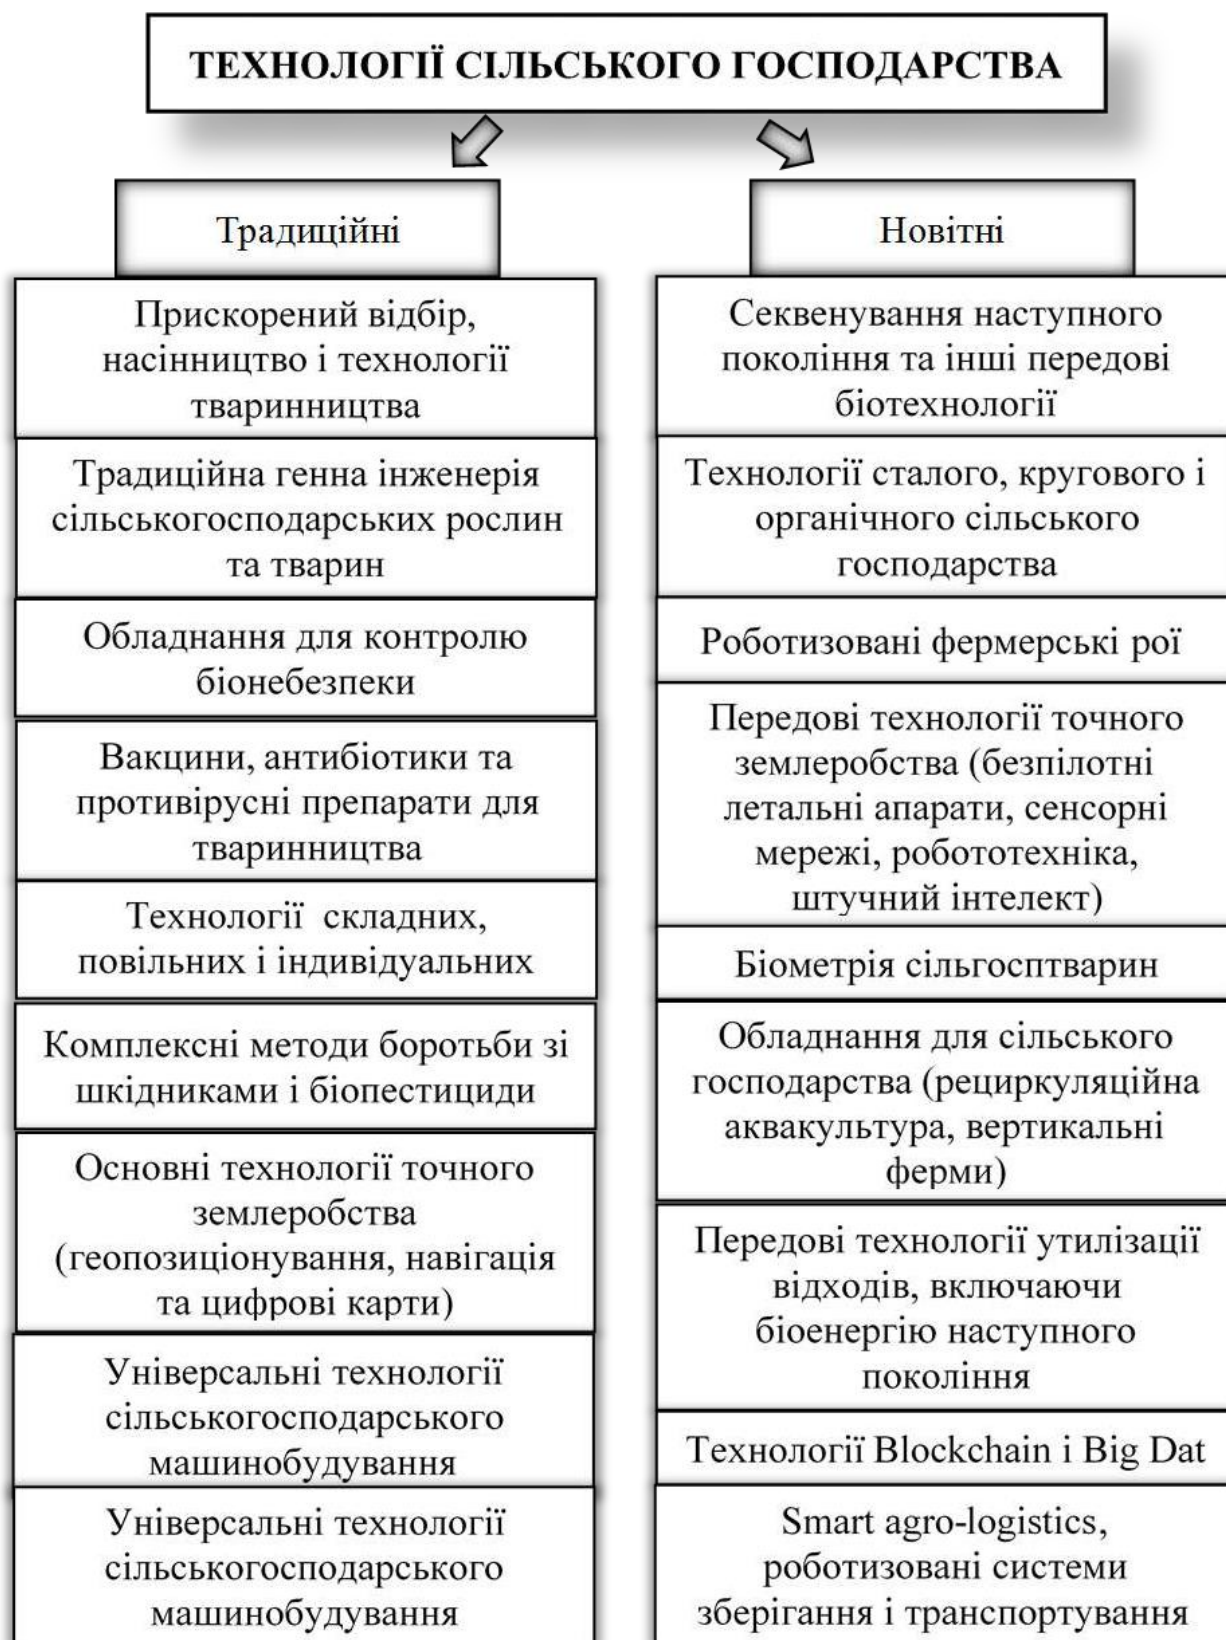 ТЕХНОЛОГІЇ СІЛЬСЬКОГО ГОСПОДАРСТВА
Традиційні
Прискорений відбір,
насінництво і технології
тваринництва
Традиційна генна інженерія
сільськогосподарських рослин
та тварин
Обладнання для контролю
біонебезпеки
Вакцини, антибіотики та
противірусні препарати для
тваринництва
Технології складних,
повільних і індивідуальних
Комплексні методи боротьби зі
шкідниками і біопестициди
Основні технології точного
землеробства
(геопозиціонування, навігація
та цифрові карти)
Універсальні технології
сільськогосподарського
машинобудування
Універсальні технології
сільськогосподарського
машинобудування
Новітні
Секвенування наступного
покоління та інші передові
біотехнології
Технології сталого, кругового і
органічного сільського
господарства
Роботизовані фермерські рої
Передові технології точного
землеробства (безпілотні
летальні апарати, сенсорні
мережі, робототехніка,
штучний інтелект)
Біометрія сільгосптварин
Обладнання для сільського
господарства (рециркуляційна
аквакультура, вертикальні
ферми)
Передові технології утилізації
відходів, включаючи
біоенергію наступного
покоління
Технології Blockchain і Big Dat
Smart agro-logistics,
роботизовані системи
зберігання і транспортування